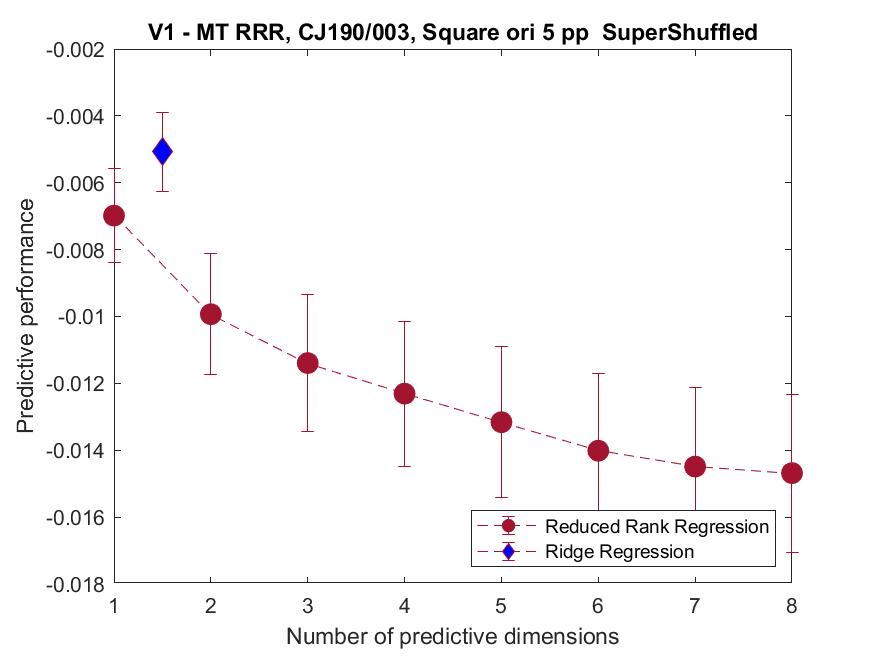 V1 - MT RRR, CJ190/003, Square ori 5 pp  SuperShuffled
-0.002
-0.004
-0.006
-0.008
-0.01
-0.012
-0.014
-0.016
-0.018
Predictive performance
Reduced Rank Regression
Ridge Regression
1 2 3 4 5 6 7 8
Number of predictive dimensions